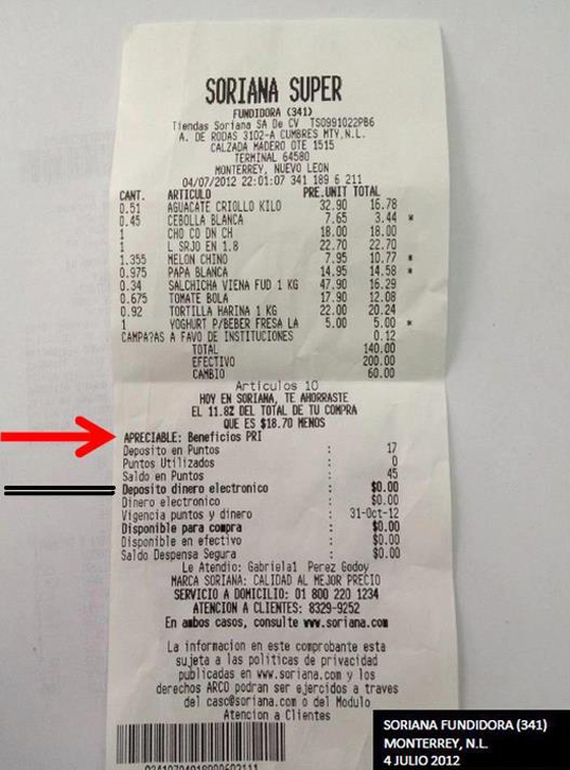 SORIANA SUPER
FUNDIDORA (341)
Tiendas Soriana SA De CV TSO991022PB6
A. DE RODAS 3102-A CUMBRES MTY,N.L.
CALZADA MADERO OTE 1515
TERMINAL 64580
MONTERREY, NUEVO LEON
04/07/2012 22:01:07 341 189 6 211
CANT. ARTICULO PRE.UNIT TOTAL
0.51 AGUACATE CRIOLLO KILO 32.90 16.78
0.45 CEBOLLA BLANCA 7.65 3.44 *
1 CHO CO DN CH 18.00 18.00
1 L SRJO EN 1.8 22.70 22.70
1.355 MELON CHINO 7.95 10.77 *
0.975 PAPA BLANCA 14.95 14.58 *
0.34 SALCHICHA VIENA FUD 1 KG 47.90 16.29
0.675 TOMATE BOLA 17.90 12.08
0.92 TORTILLA HARINA 1 KG 22.00 20.24
1 YOGHURT P/BEBER FRESA LA 5.00 5.00 *
CAMPA?AS A FAVO DE INSTITUCIONES 0.12
TOTAL 140.00
EFECTIVO 200.00
CAMBIO 60.00
Articulos 10
HOY EN SORIANA, TE AHORRASTE
EL 11.8% DEL TOTAL DE TU COMPRA
QUE ES $18.70 MENOS
APRECIABLE: Beneficios PRI
Deposito en Puntos : 17
Puntos Utilizados : 0
Saldo en Puntos : 45
Deposito dinero electronico : $0.00
Dinero electronico : $0.00
Vigencia puntos y dinero : 31-Oct-12
Disponible para compra : $0.00
Disponible en efectivo : $0.00
Saldo Despensa Segura : $0.00
Le Atendio: Gabriela1 Perez Godoy
MARCA SORIANA: CALIDAD AL MEJOR PRECIO
SERVICIO A DOMICILIO: 01 800 220 1234
ATENCION A CLIENTES: 8329-9252
En ambos casos, consulte www.soriana.com
La informacion en este comprobante esta
sujeta a las politicas de privacidad
publicadas en www.soriana.com y los
derechos ARCO podran ser ejercidos a traves
del casc@soriana.com o del Modulo
Atencion a Clientes
SORIANA FUNDIDORA (341)
MONTERREY, N.L.
4 JULIO 2012